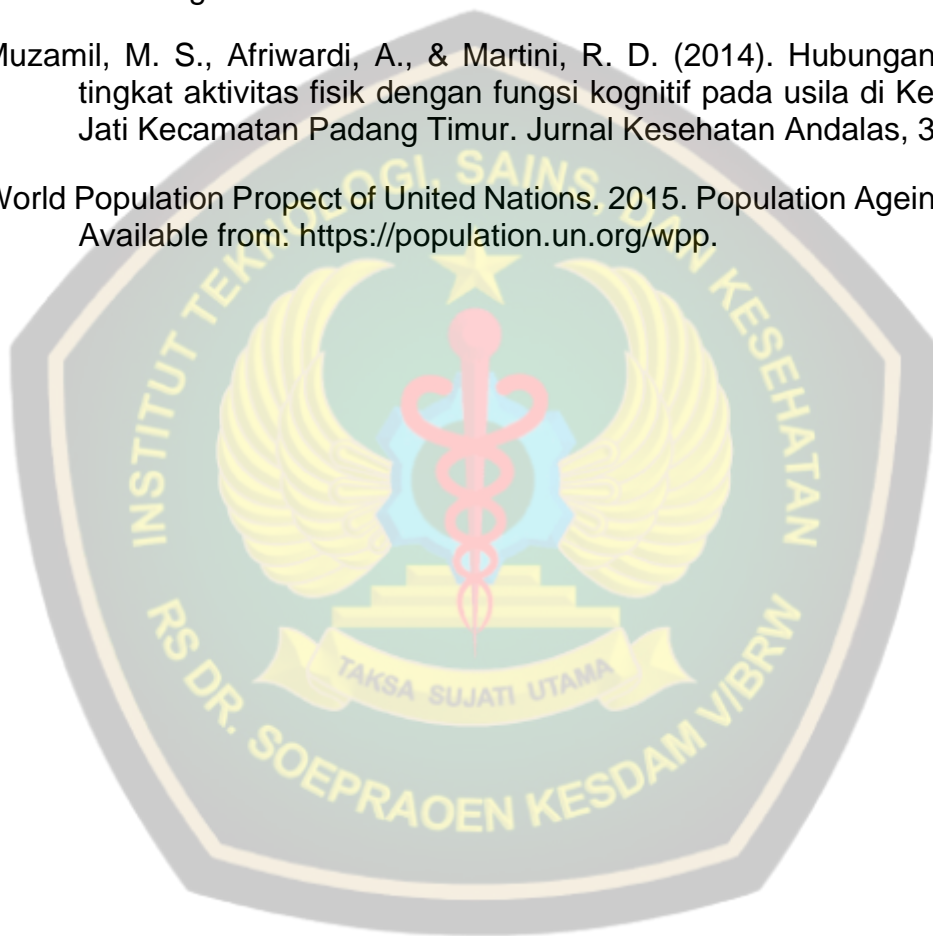 Muzamil, M. S., Afriwardi, A., & Martini, R. D. (2014). Hubungan
tingkat aktivitas fisik dengan fungsi kognitif pada usila di Ke
Jati Kecamatan Padang Timur. Jurnal Kesehatan Andalas, 3
World Population Propect of United Nations. 2015. Population Agein
Available from: https://population.un.org/wpp.
INSTITUT TEKNOLOGI, SAINS, DAN KESEHATAN
TAKSA SUJATI UTAMA
RS DR. SOEPRAOEN KESDAM V/BRW